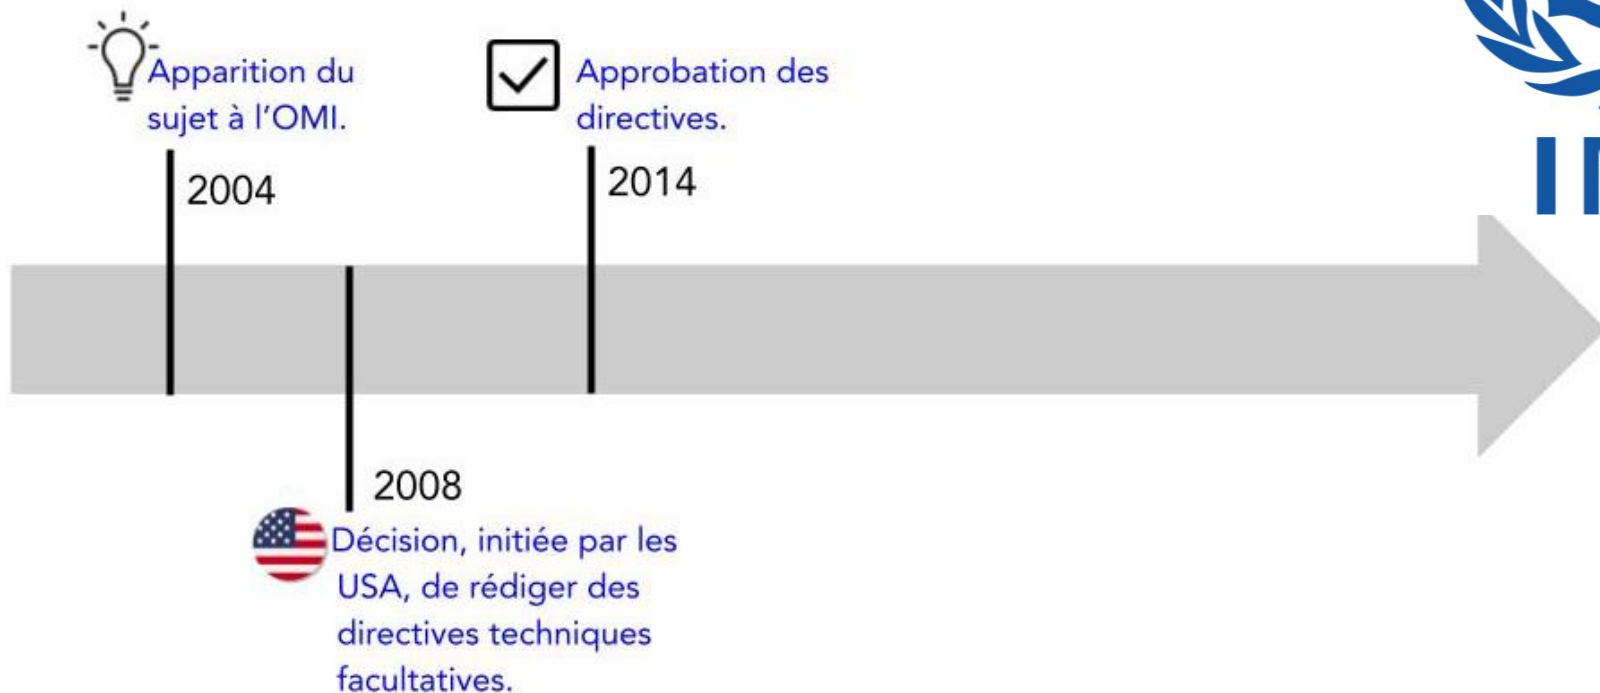 Apparition du
sujet à l'OMI.
2004
Approbation des
directives.
2014
2008
Décision, initiée par les
USA, de rédiger des
directives techniques
facultatives.